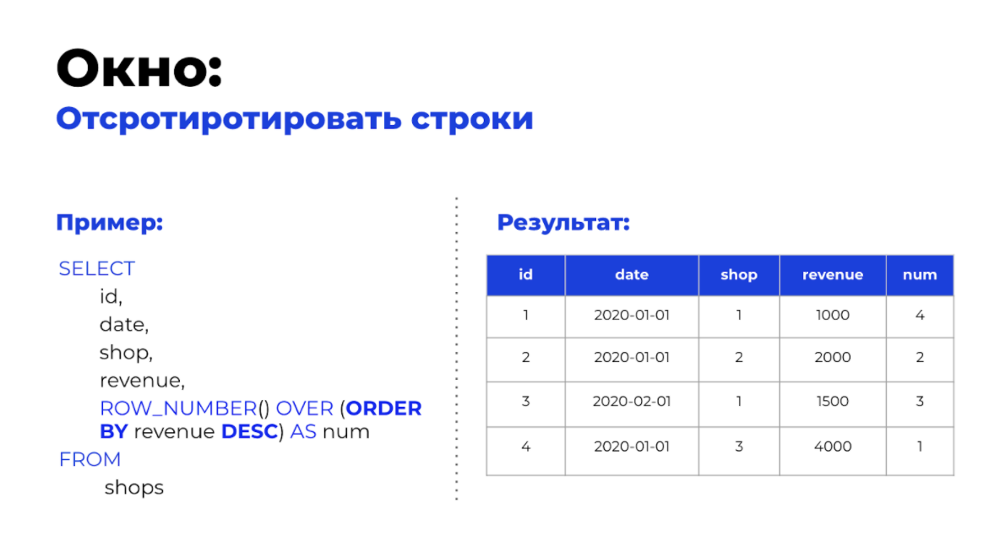 Окно:
Отсротиротировать строки
Пример:
SELECT
id,
date,
shop,
revenue,
ROW_NUMBER() OVER (ORDER
BY revenue DESC) AS num
FROM
shops
Результат:
id date shop revenue num
1 2020-01-01 1 1000 4
2 2020-01-01 2 2000 2
3 2020-02-01 1 1500 3
4 2020-01-01 3 4000 1